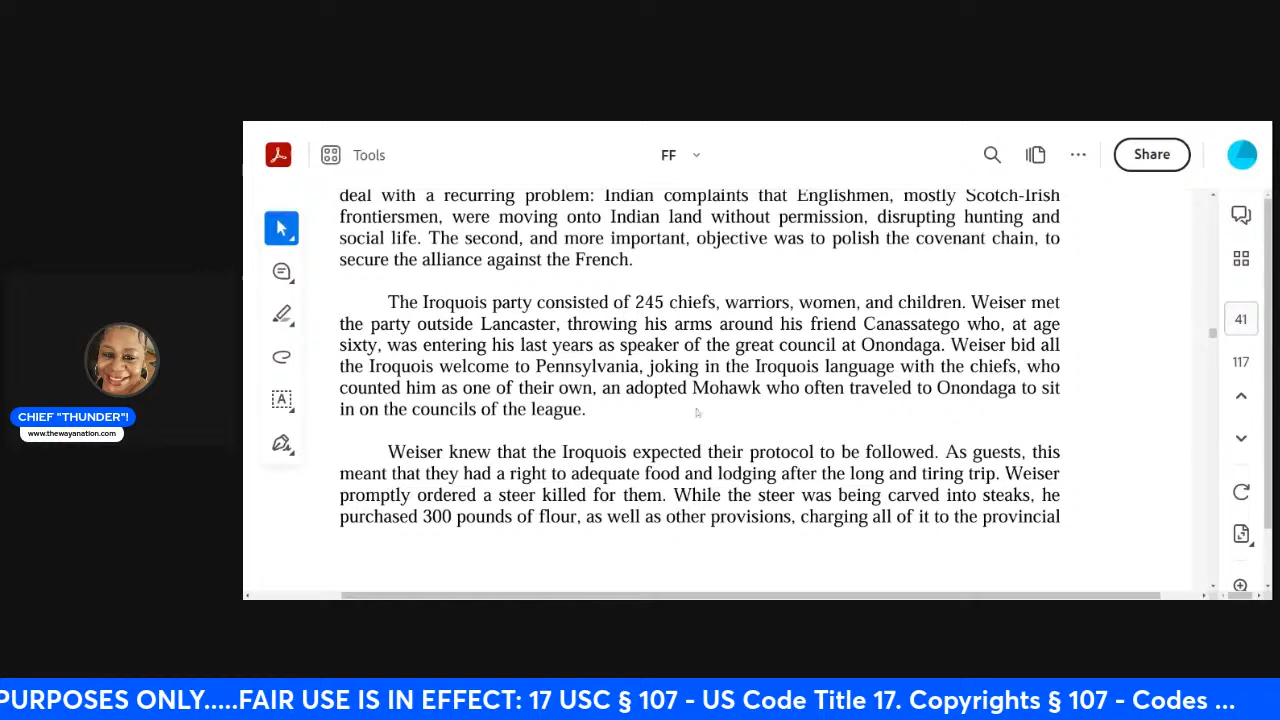 Tools
FF
Share
deal with a recurring problem: Indian complaints that Englishmen, mostly Scotch-Irish
frontiersmen, were moving onto Indian land without permission, disrupting hunting and
social life. The second, and more important, objective was to polish the covenant chain, to
secure the alliance against the French.
The Iroquois party consisted of 245 chiefs, warriors, women, and children. Weiser met
the party outside Lancaster, throwing his arms around his friend Canassatego who, at age
sixty, was entering his last years as speaker of the great council at Onondaga. Weiser bid all
the Iroquois welcome to Pennsylvania, joking in the Iroquois language with the chiefs, who
counted him as one of their own, an adopted Mohawk who often traveled to Onondaga to sit
in on the councils of the league.
Weiser knew that the Iroquois expected their protocol to be followed. As guests, this
meant that they had a right to adequate food and lodging after the long and tiring trip. Weiser
promptly ordered a steer killed for them. While the steer was being carved into steaks, he
purchased 300 pounds of flour, as well as other provisions, charging all of it to the provincial
41
117
CHIEF "THUNDER"!
www.thewayanation.com
PURPOSES ONLY.....FAIR USE IS IN EFFECT: 17 USC § 107 - US Code Title 17. Copyrights § 107 - Codes ...